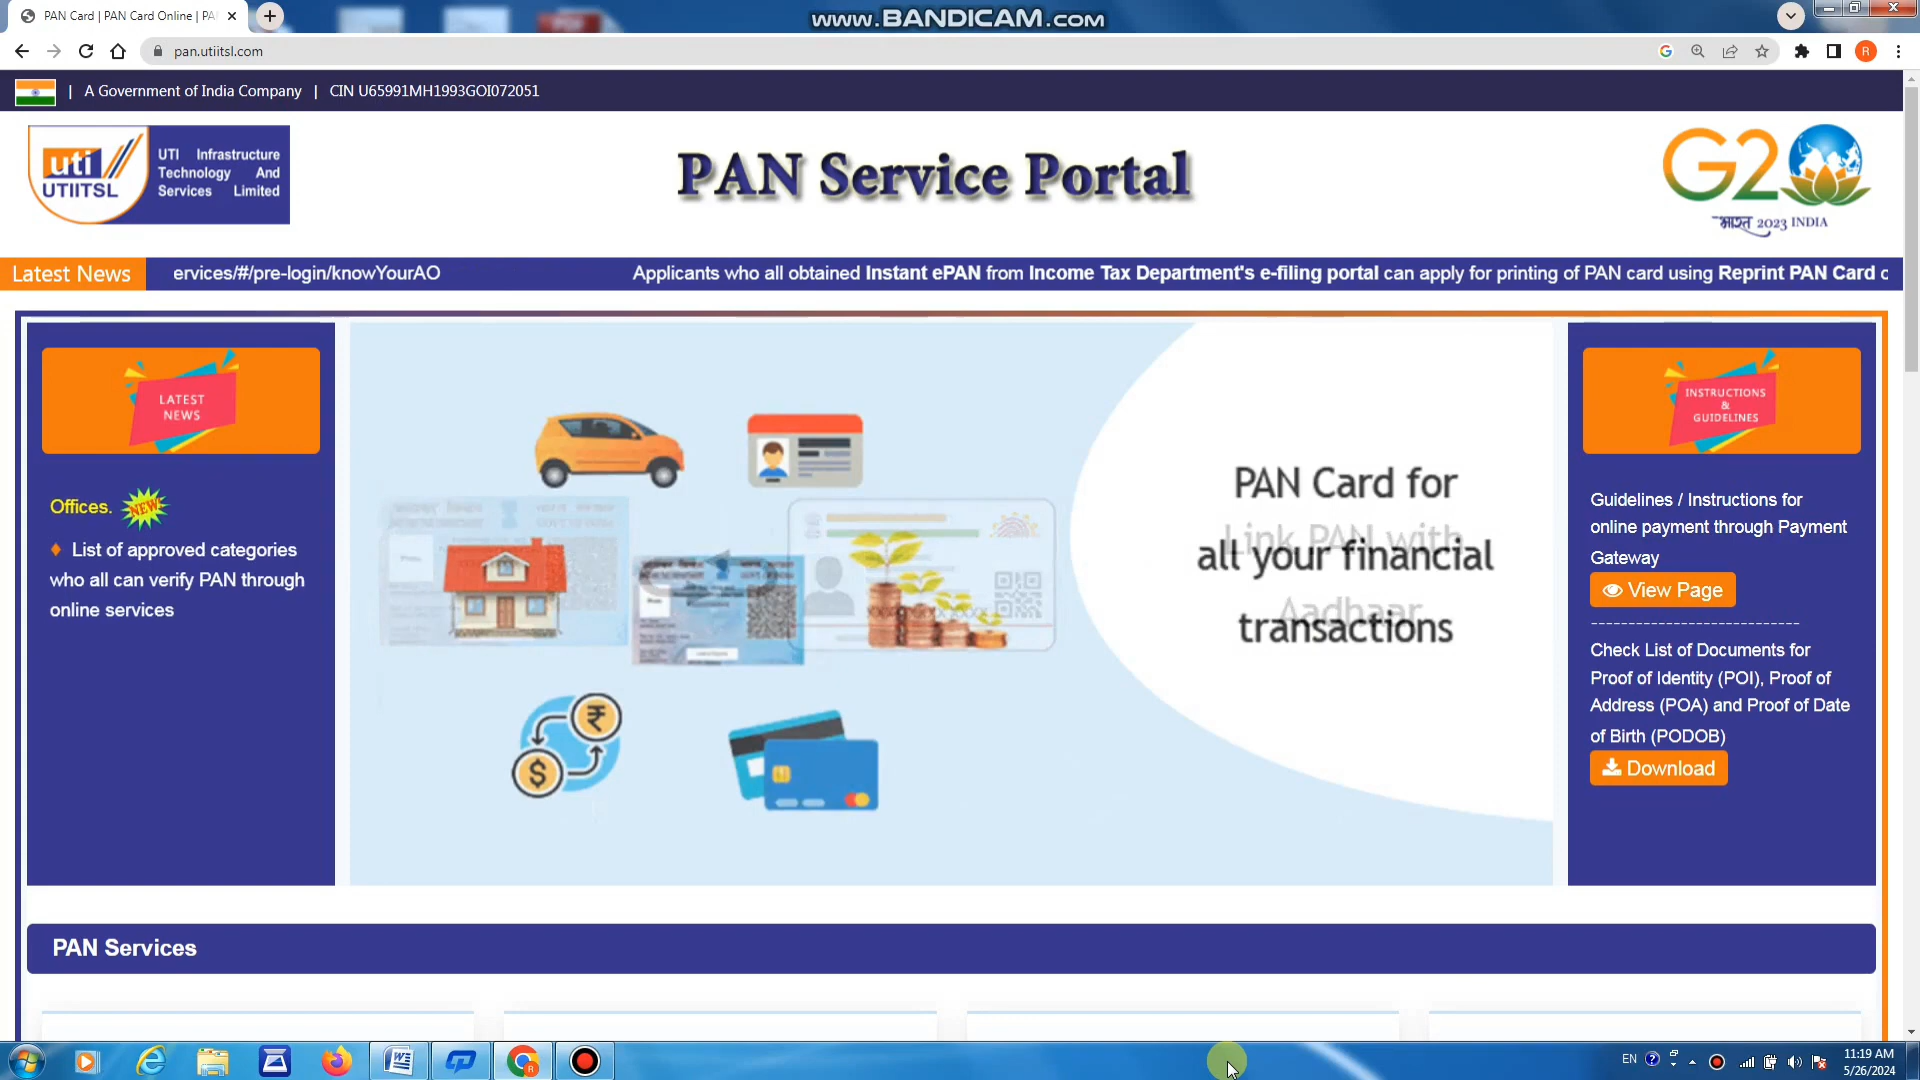 PAN Card | PAN Card Online | PA
www.BANDICAM.com
pan.utiitsl.com
R
| A Government of India Company | CIN U65991MH1993GOI072051
uti
UTIITSL
UTI Infrastructure
Technology And
Services Limited
PAN Service Portal
G20
भारत 2023 INDIA
Latest News
ervices/#/pre-login/knowYourAO
Applicants who all obtained Instant ePAN from Income Tax Department's e-filing portal can apply for printing of PAN card using Reprint PAN Card
LATEST
NEWS
Offices. NEW
List of approved categories
who all can verify PAN through
online services
PAN Card for
all your financial
transactions
Link PAN with
Aadhaar
INSTRUCTIONS
&
GUIDELINES
Guidelines / Instructions for
online payment through Payment
Gateway
View Page
----------------------------
Check List of Documents for
Proof of Identity (POI), Proof of
Address (POA) and Proof of Date
of Birth (PODOB)
Download
PAN Services
EN
11:19 AM
5/26/2024